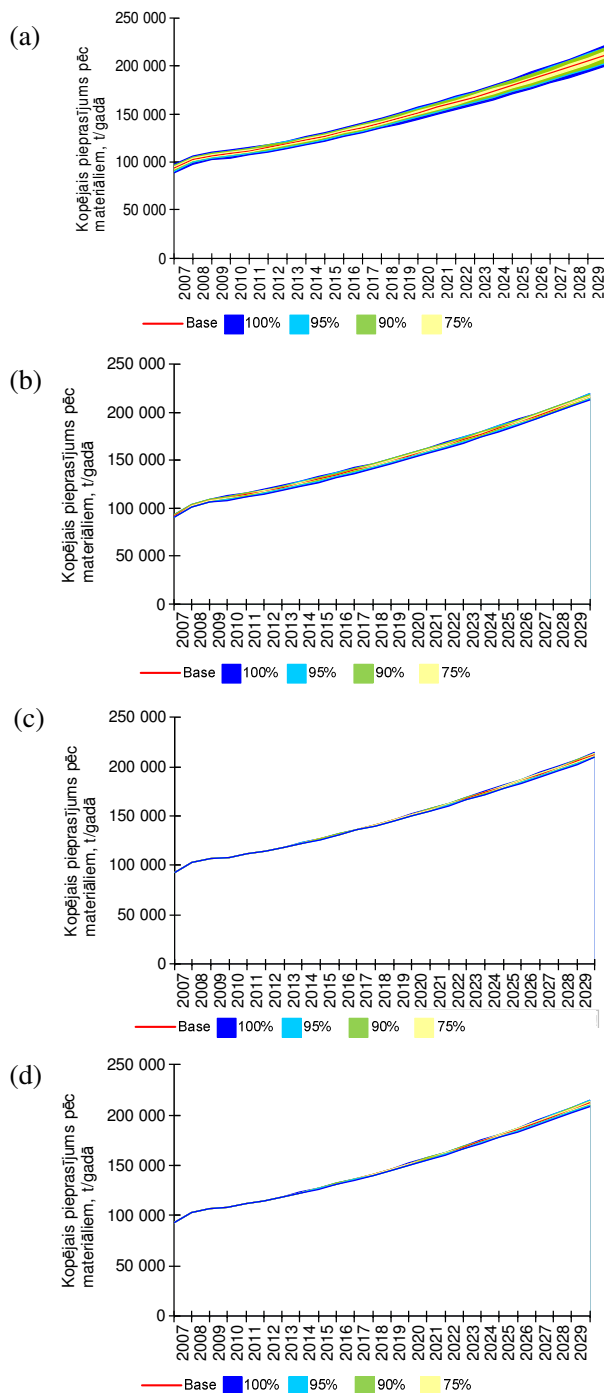 (a)
Kopējais pieprasījums pēc
materiāliem, t/gadā
250 000
200 000
150 000
100 000
50 000
0
2007 2008 2009 2010 2011 2012 2013 2014 2015 2016 2017 2018 2019 2020 2021 2022 2023 2024 2025 2026 2027 2028 2029
Base 100% 95% 90% 75%
(b)
Kopējais pieprasījums pēc
materiāliem, t/gadā
250 000
200 000
150 000
100 000
50 000
0
2007 2008 2009 2010 2011 2012 2013 2014 2015 2016 2017 2018 2019 2020 2021 2022 2023 2024 2025 2026 2027 2028 2029
Base 100% 95% 90% 75%
(c)
Kopējais pieprasījums pēc
materiāliem, t/gadā
250 000
200 000
150 000
100 000
50 000
0
2007 2008 2009 2010 2011 2012 2013 2014 2015 2016 2017 2018 2019 2020 2021 2022 2023 2024 2025 2026 2027 2028 2029
Base 100% 95% 90% 75%
(d)
Kopējais pieprasījums pēc
materiāliem, t/gadā
250 000
200 000
150 000
100 000
50 000
0
2007 2008 2009 2010 2011 2012 2013 2014 2015 2016 2017 2018 2019 2020 2021 2022 2023 2024 2025 2026 2027 2028 2029
Base 100% 95% 90% 75%